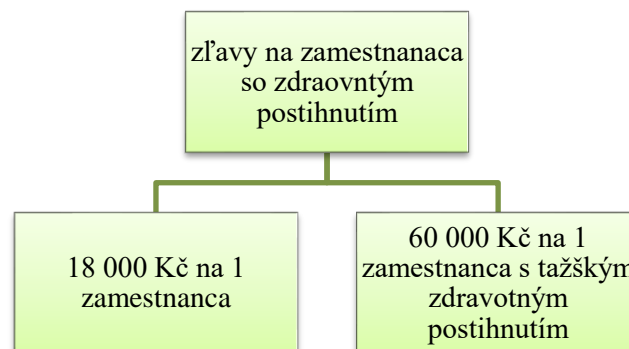 zľavy na zamestnanaca
so zdraovntým
postihnutím
18 000 Kč na 1
zamestnanca
60 000 Kč na 1
zamestnanca s tažškým
zdravotným
postihnutím